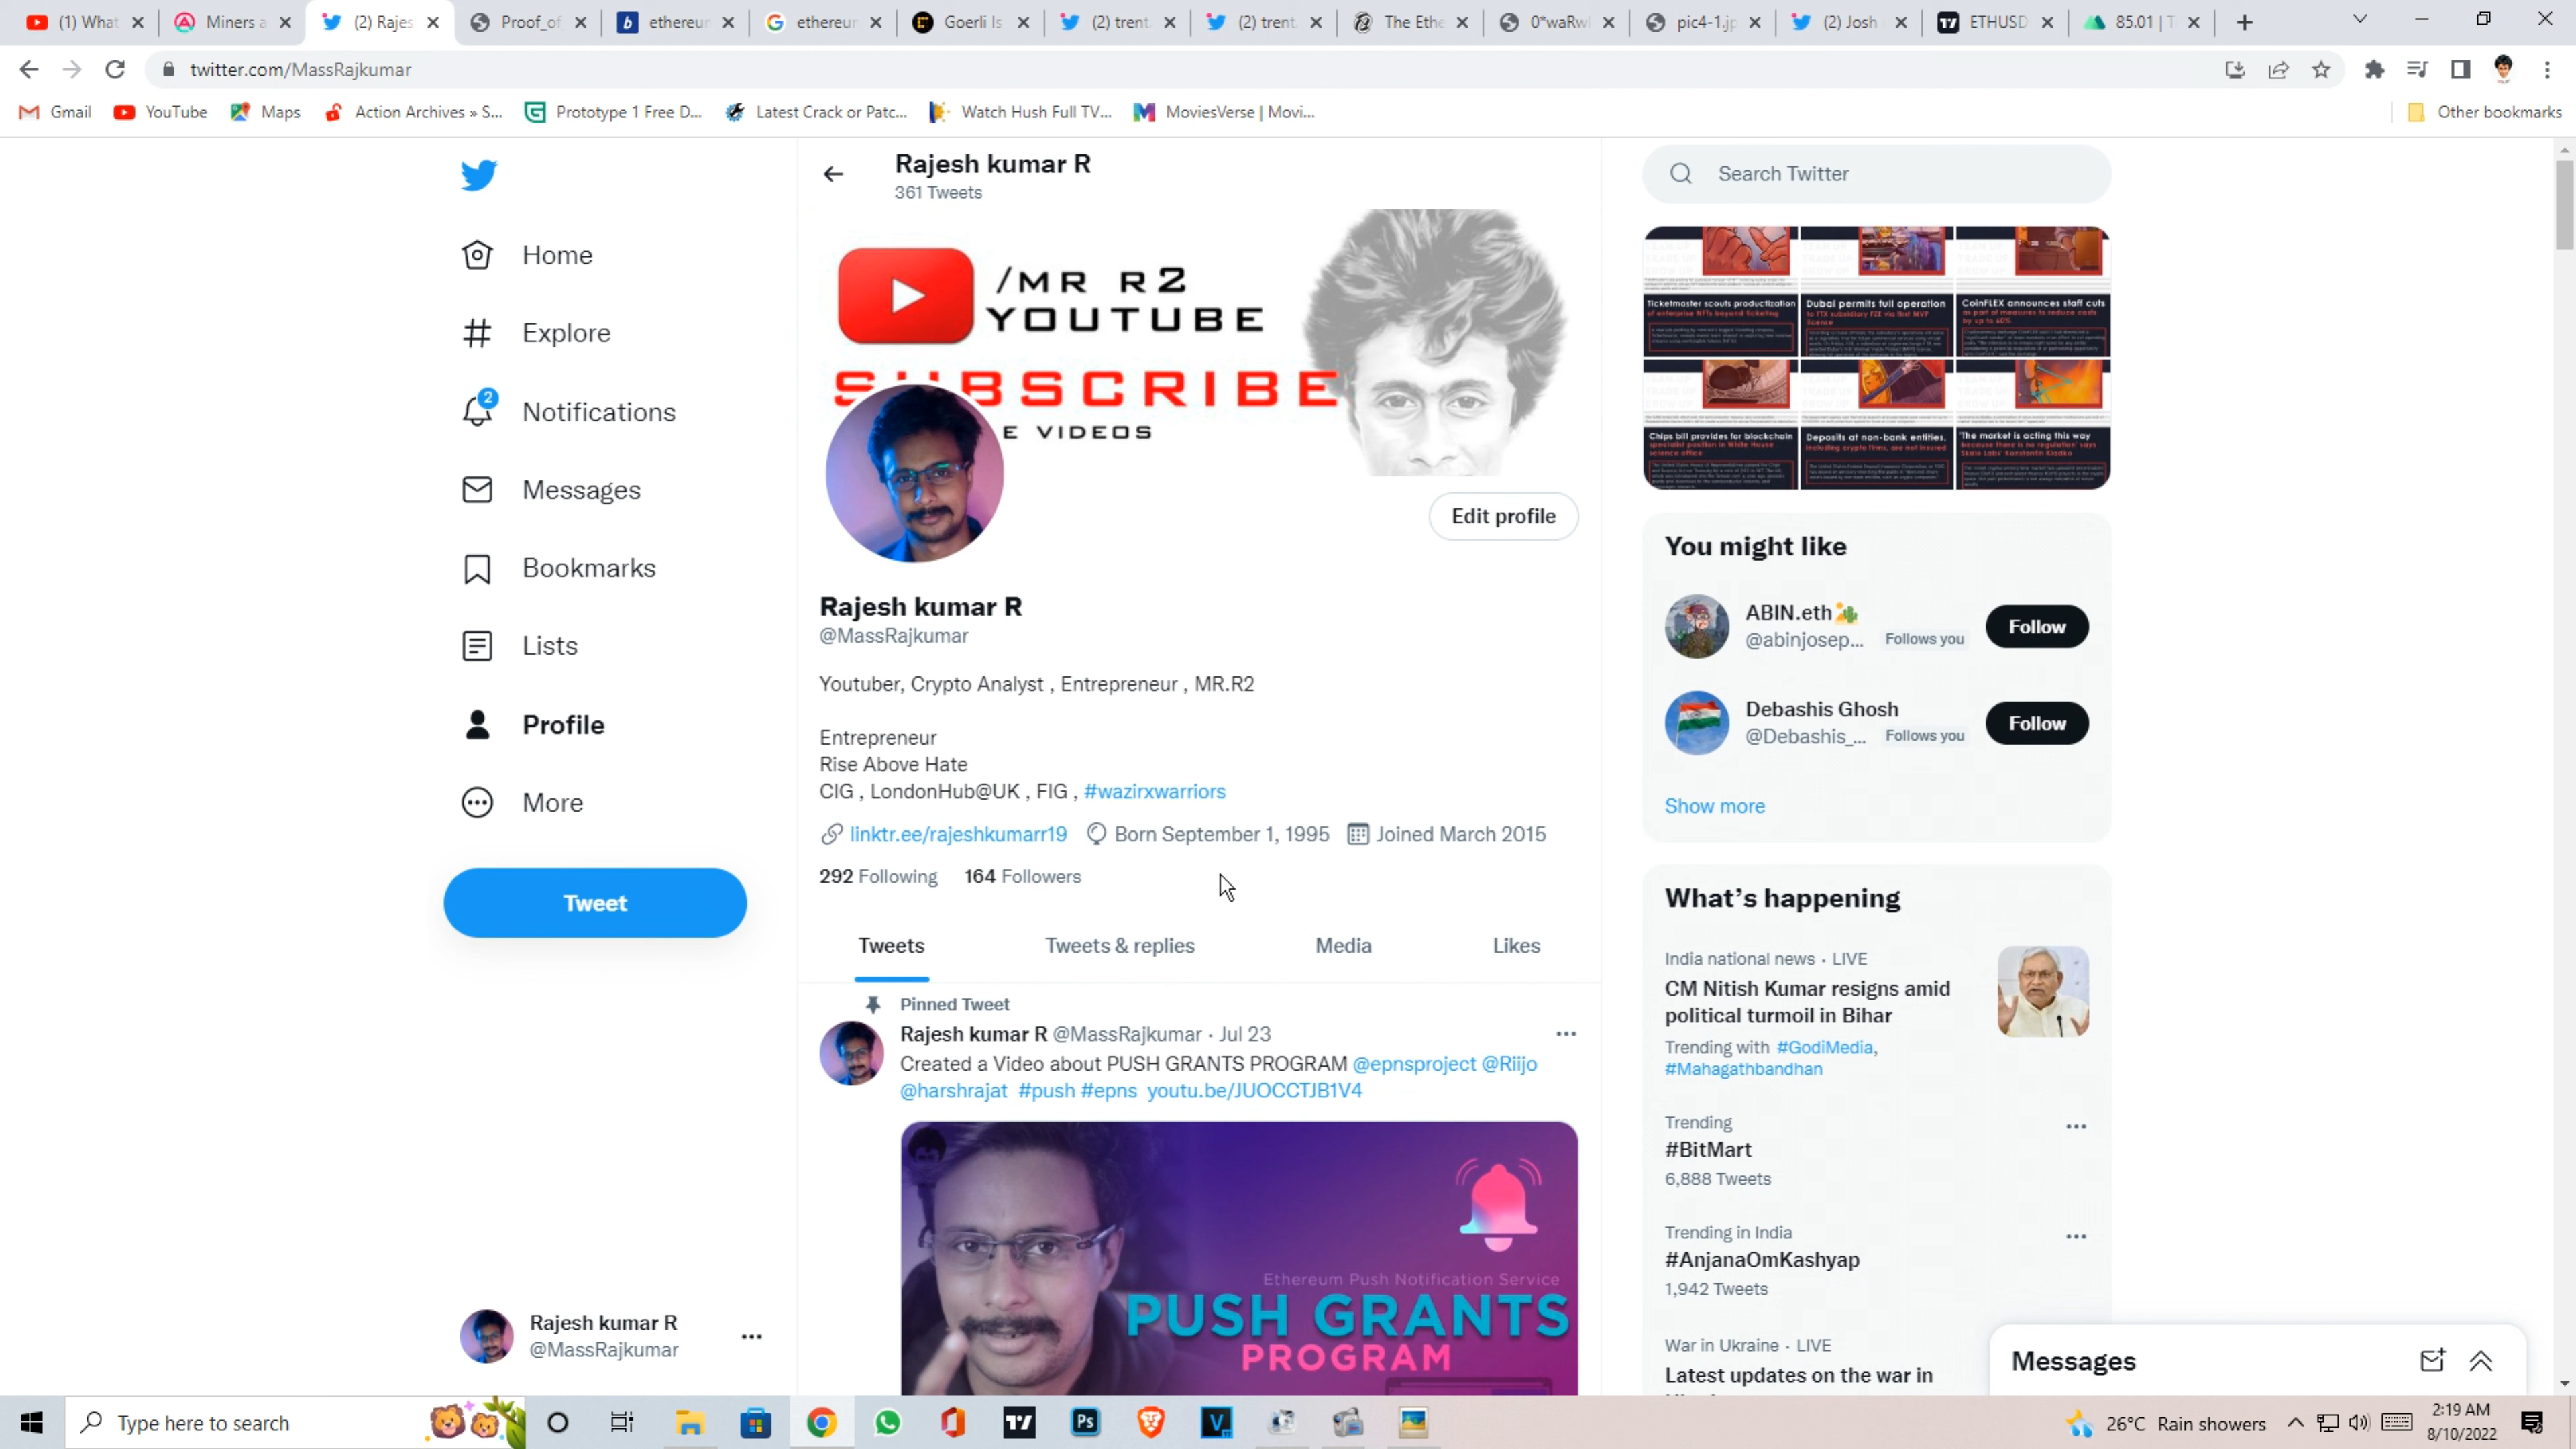 (1) What
Miners a
(2) Rajes
Proof_of
ethereum
ethereum
Goerli Is
(2) trent.
(2) trent.
The Ethe
0*waRwl
pic4-1.jp
(2) Josh
ETHUSD
85.01 | T
twitter.com/MassRajkumar
Gmail
YouTube
Maps
Action Archives » S...
Prototype 1 Free D...
Latest Crack or Patc...
Watch Hush Full TV...
MoviesVerse | Movi...
Other bookmarks
Home
Explore
2
Notifications
Messages
Bookmarks
Lists
Profile
More
Tweet
Rajesh kumar R
@MassRajkumar
Rajesh kumar R
361 Tweets
/MR R2
YOUTUBE
SUBSCRIBE
E VIDEOS
Edit profile
Rajesh kumar R
@MassRajkumar
Youtuber, Crypto Analyst , Entrepreneur , MR.R2
Entrepreneur
Rise Above Hate
CIG , LondonHub@UK , FIG , #wazirxwarriors
linktr.ee/rajeshkumarr19 Born September 1, 1995 Joined March 2015
292 Following 164 Followers
Tweets Tweets & replies Media Likes
Pinned Tweet
Rajesh kumar R @MassRajkumar · Jul 23
Created a Video about PUSH GRANTS PROGRAM @epnsproject @Riijo
@harshrajat #push #epns youtu.be/JUOCCTJB1V4
Ethereum Push Notification Service
PUSH GRANTS
PROGRAM
Search Twitter
Ticketmaster scouts productization
of enterprise NFTs beyond ticketing
Dubai permits full operation
to FTX subsidiary FZE via first MVP
license
CoinFLEX announces staff cuts
as part of measures to reduce costs
by up to 60%
Chips bill provides for blockchain
specialist position in White House
science office
Deposits at non-bank entities,
including crypto firms, are not insured
'The market is acting this way
because there is no regulation' says
Skale Labs' Konstantin Kladko
You might like
ABIN.eth
@abinjosep... Follows you
Follow
Debashis Ghosh
@Debashis_... Follows you
Follow
Show more
What's happening
India national news · LIVE
CM Nitish Kumar resigns amid
political turmoil in Bihar
Trending with #GodiMedia,
#Mahagathbandhan
Trending
#BitMart
6,888 Tweets
Trending in India
#AnjanaOmKashyap
1,942 Tweets
War in Ukraine · LIVE
Latest updates on the war in
Messages
Type here to search
26°C Rain showers
2:19 AM
8/10/2022